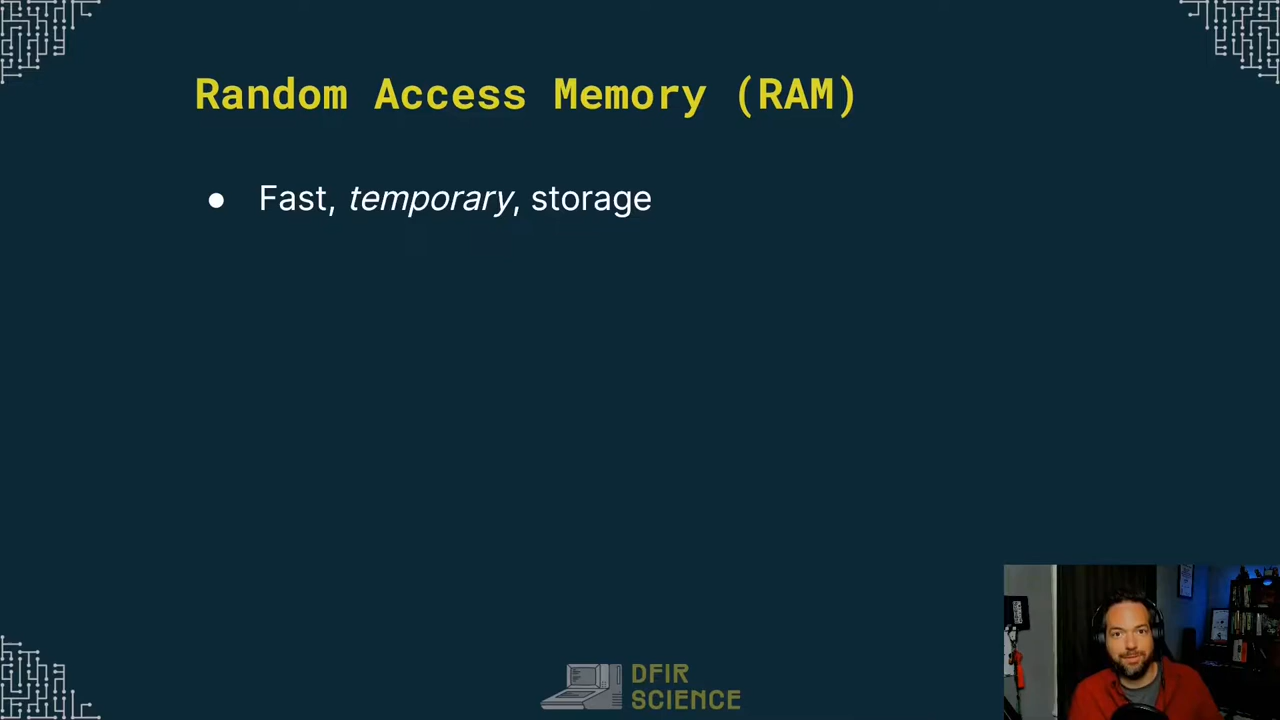 Random Access Memory (RAM)
● Fast, temporary, storage
DFIR
SCIENCE